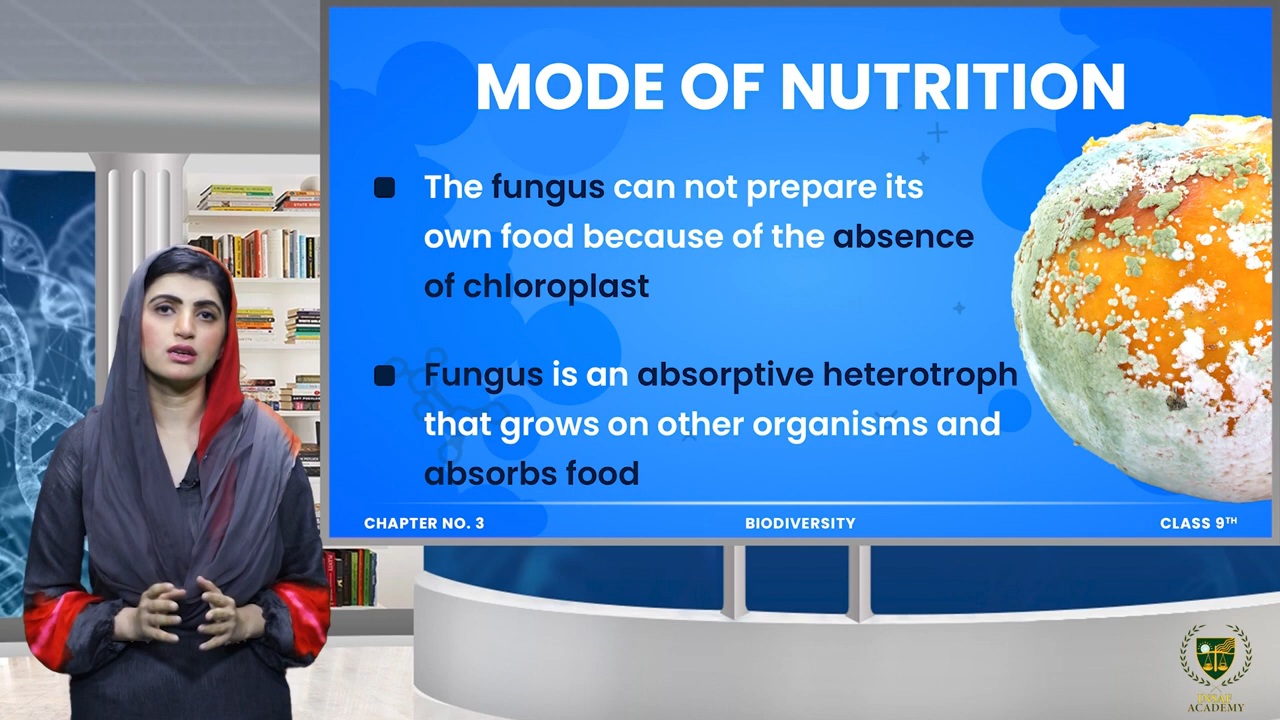 MODE OF NUTRITION
The fungus can not prepare its
own food because of the absence
of chloroplast
Fungus is an absorptive heterotroph
that grows on other organisms and
absorbs food
CHAPTER NO. 3
BIODIVERSITY
CLASS 9TH
INSAF
ACADEMY